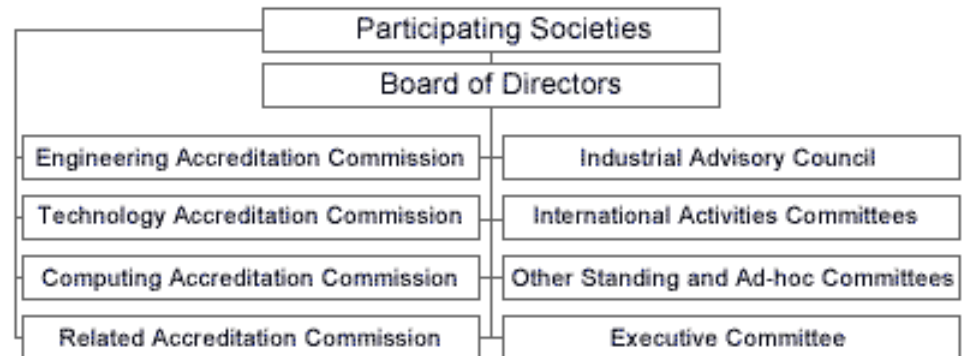 Participating Societies
Board of Directors
Engineering Accreditation Commission
Industrial Advisory Council
Technology Accreditation Commission
International Activities Committees
Computing Accreditation Commission
Other Standing and Ad-hoc Committees
Related Accreditation Commission
Executive Committee